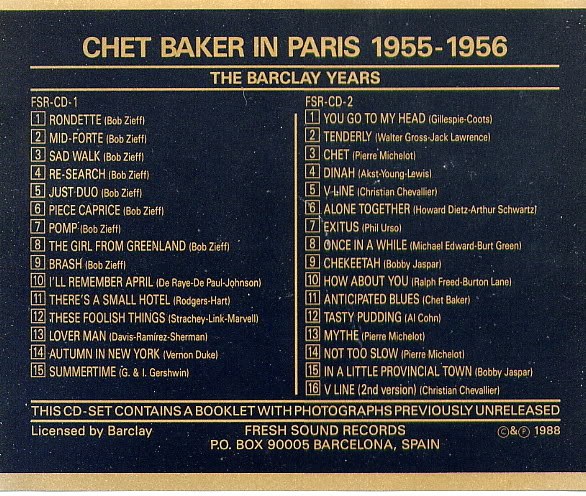 CHET BAKER IN PARIS 1955-1956
THE BARCLAY YEARS
FSR-CD-1
1 RONDETTE (Bob Zieff)
2 MID-FORTE (Bob Zieff)
3 SAD WALK (Bob Zieff)
4 RE-SEARCH (Bob Zieff)
5 JUST DUO (Bob Zieff)
6 PIECE CAPRICE (Bob Zieff)
7 POMP (Bob Zieff)
8 THE GIRL FROM GREENLAND (Bob Zieff)
9 BRASH (Bob Zieff)
10 I'LL REMEMBER APRIL (De Raye-De Paul-Johnson)
11 THERE'S A SMALL HOTEL (Rodgers-Hart)
12 THESE FOOLISH THINGS (Strachey-Link-Marvell)
13 LOVER MAN (Davis-Ramírez-Sherman)
14 AUTUMN IN NEW YORK (Vernon Duke)
15 SUMMERTIME (G. & I. Gershwin)
FSR-CD-2
1 YOU GO TO MY HEAD (Gillespie-Coots)
2 TENDERLY (Walter Gross-Jack Lawrence)
3 CHET (Pierre Michelot)
4 DINAH (Akst-Young-Lewis)
5 V-LINE (Christian Chevallier)
6 ALONE TOGETHER (Howard Dietz-Arthur Schwartz)
7 EXITUS (Phil Urso)
8 ONCE IN A WHILE (Michael Edward-Burt Green)
9 CHEKEETAH (Bobby Jaspar)
10 HOW ABOUT YOU (Ralph Freed-Burton Lane)
11 ANTICIPATED BLUES (Chet Baker)
12 TASTY PUDDING (Al Cohn)
13 MYTHE (Pierre Michelot)
14 NOT TOO SLOW (Pierre Michelot)
15 IN A LITTLE PROVINCIAL TOWN (Bobby Jaspar)
16 V LINE (2nd version) (Christian Chevallier)
THIS CD-SET CONTAINS A BOOKLET WITH PHOTOGRAPHS PREVIOUSLY UNRELEASED
Licensed by Barclay
FRESH SOUND RECORDS
P.O. BOX 90005 BARCELONA, SPAIN
©&℗ 1988